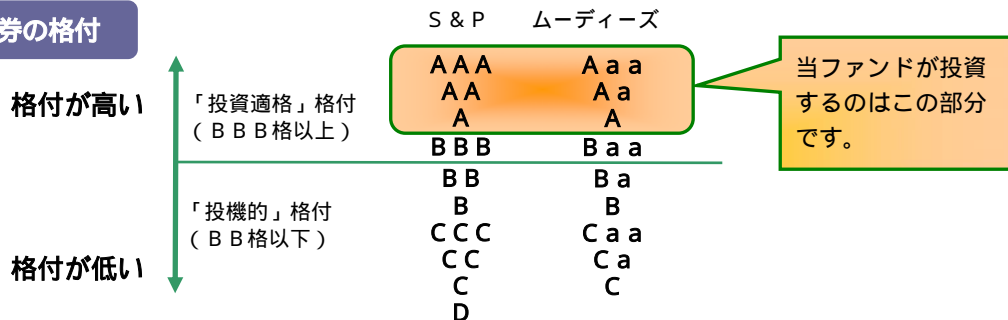 券の格付
S＆P　ムーディーズ
AAA　Aaa
AA　Aa
A　A
BBB　Baa
BB　Ba
B　B
CCC　Caa
CC　Ca
C　C
D
格付が高い
「投資適格」格付
（BBB格以上）
「投機的」格付
（BB格以下）
格付が低い
当ファンドが投資
するのはこの部分
です。